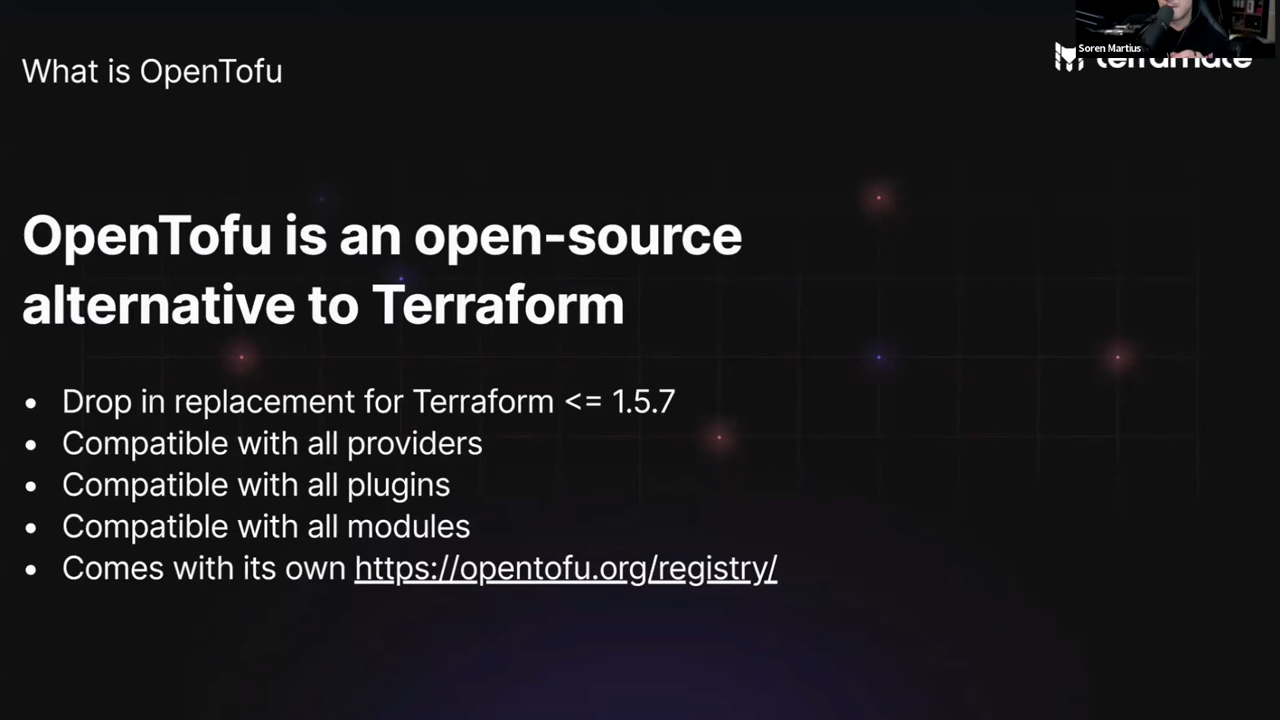 What is OpenTofu
Soren Martius
terramate
OpenTofu is an open-source
alternative to Terraform
• Drop in replacement for Terraform <= 1.5.7
• Compatible with all providers
• Compatible with all plugins
• Compatible with all modules
• Comes with its own https://opentofu.org/registry/